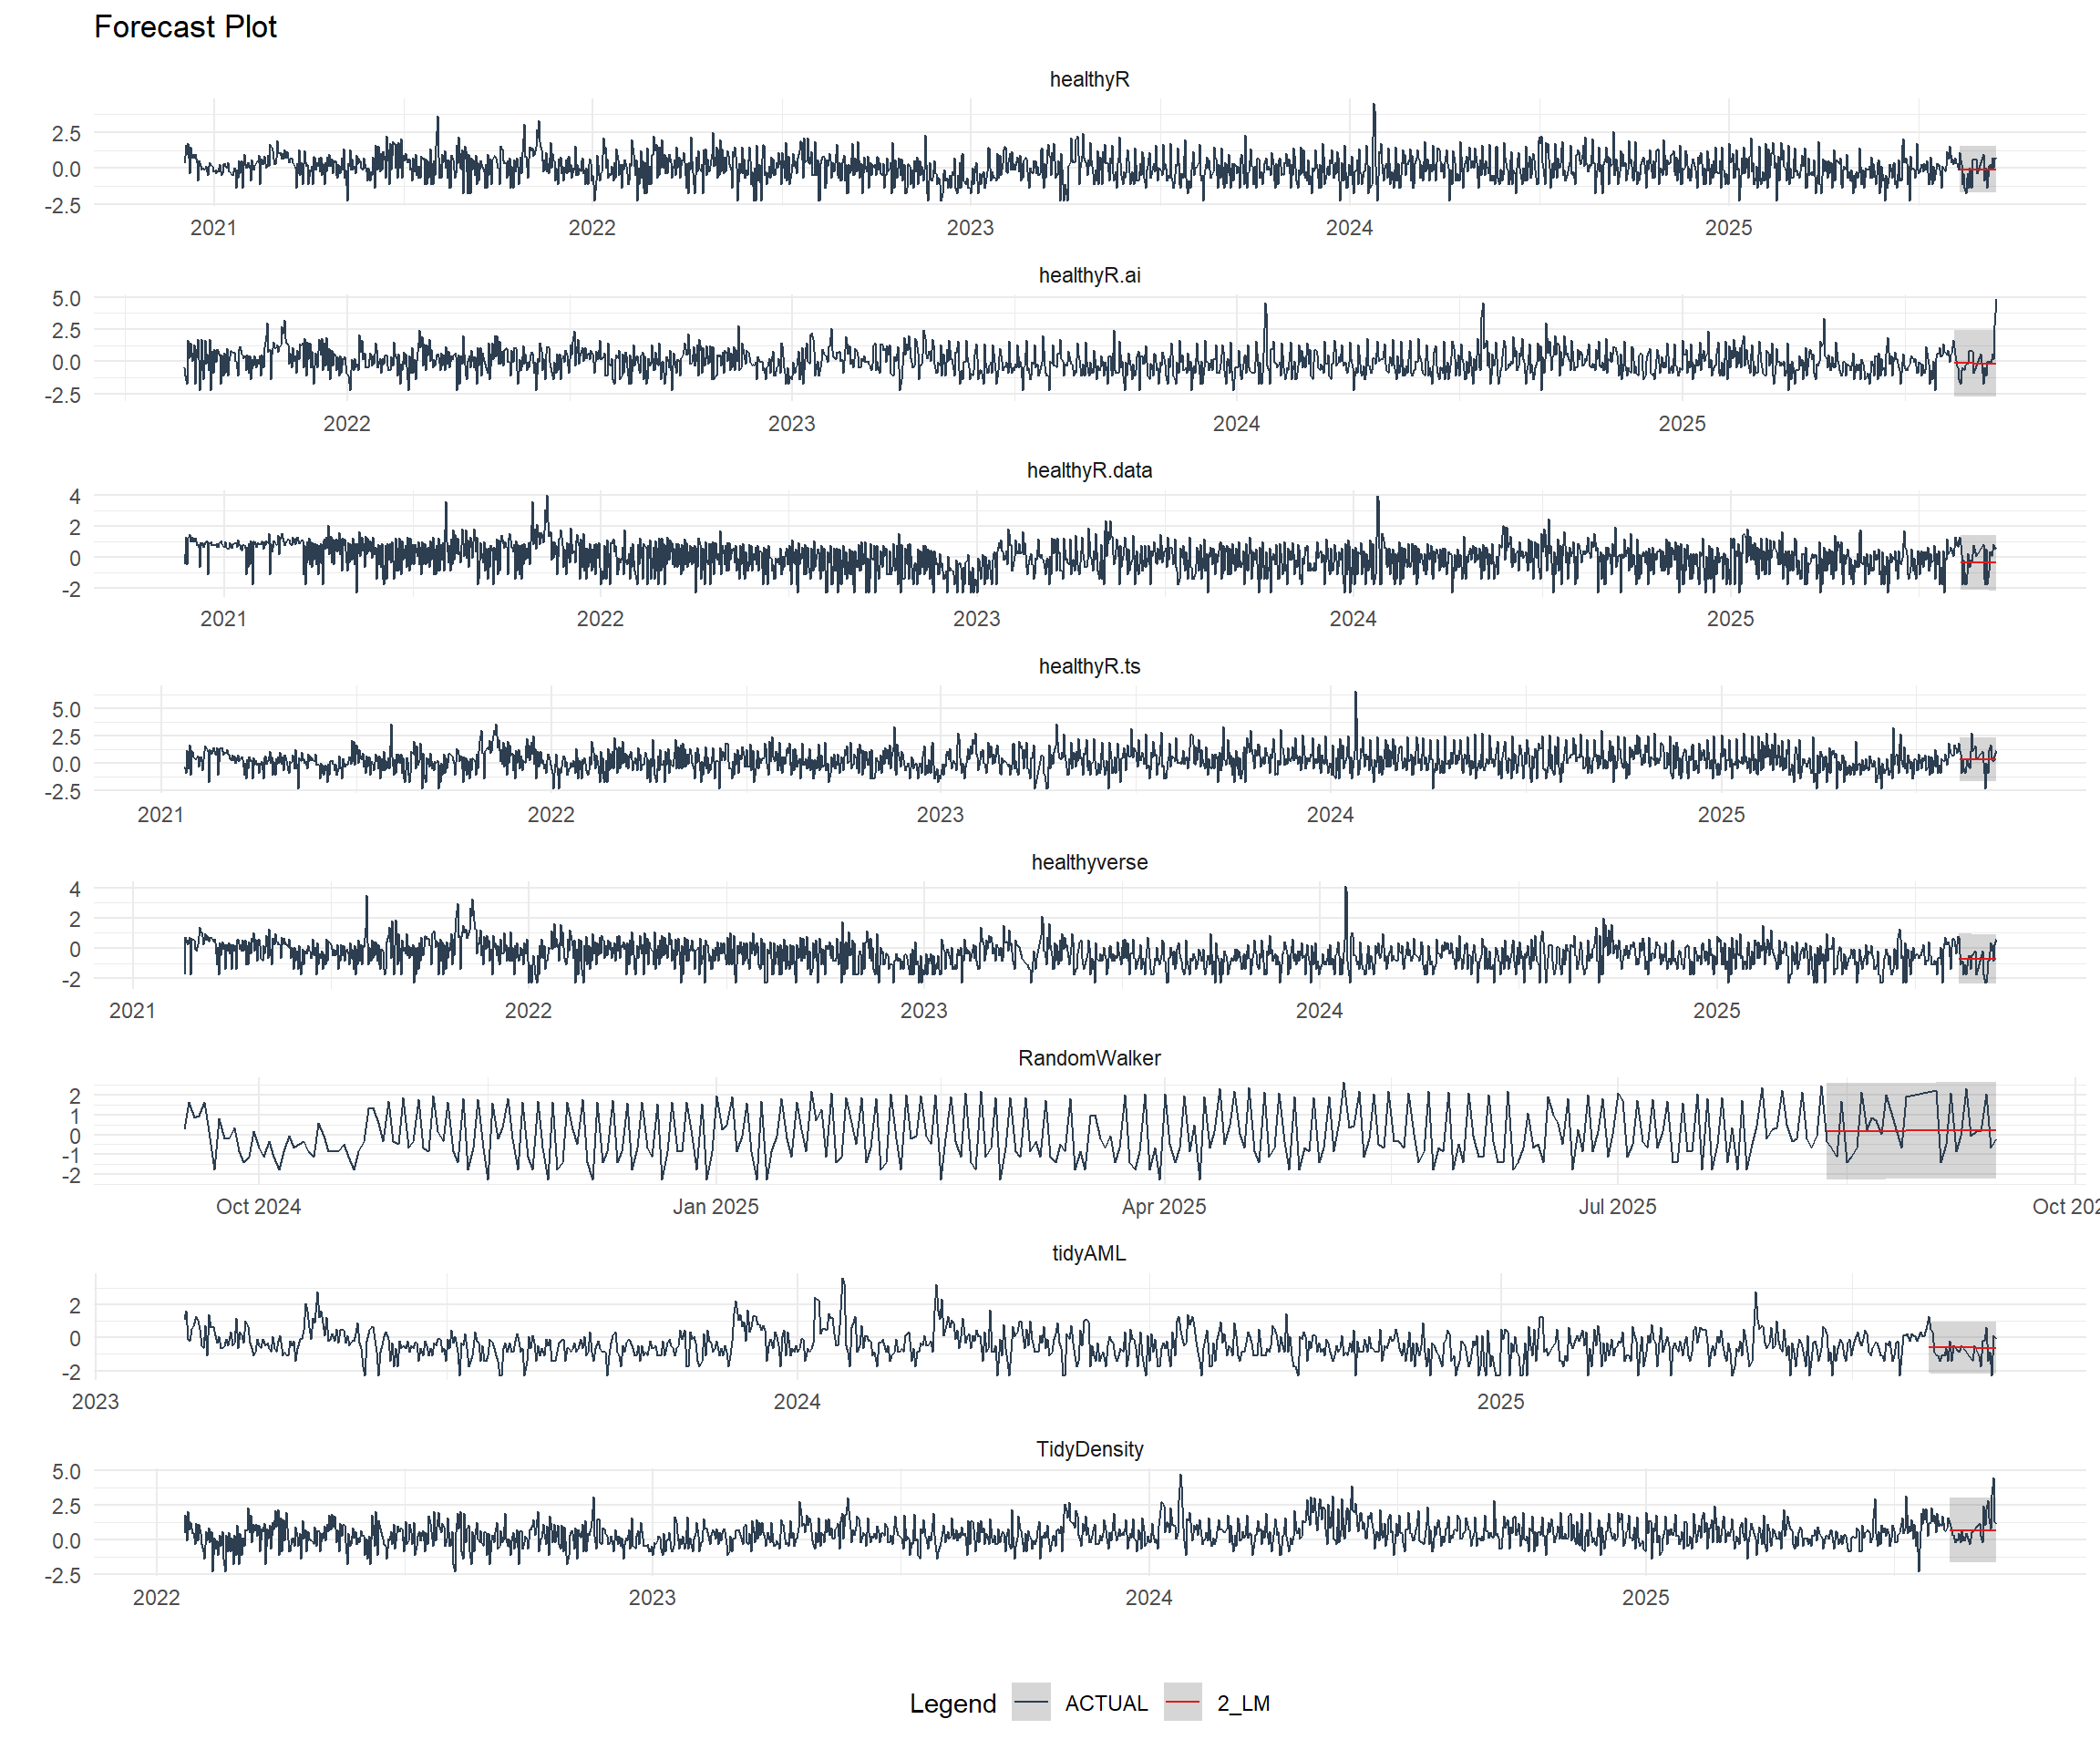 Forecast Plot
healthyR
2.5
0.0
-2.5
2021 2022 2023 2024 2025
healthyR.ai
5.0
2.5
0.0
-2.5
2022 2023 2024 2025
healthyR.data
4
2
0
-2
2021 2022 2023 2024 2025
healthyR.ts
5.0
2.5
0.0
-2.5
2021 2022 2023 2024 2025
healthyverse
4
2
0
-2
2021 2022 2023 2024 2025
RandomWalker
2
1
0
-1
-2
Oct 2024 Jan 2025 Apr 2025 Jul 2025 Oct 202
tidyAML
2
0
-2
2023 2024 2025
TidyDensity
5.0
2.5
0.0
-2.5
2022 2023 2024 2025
Legend ACTUAL 2_LM